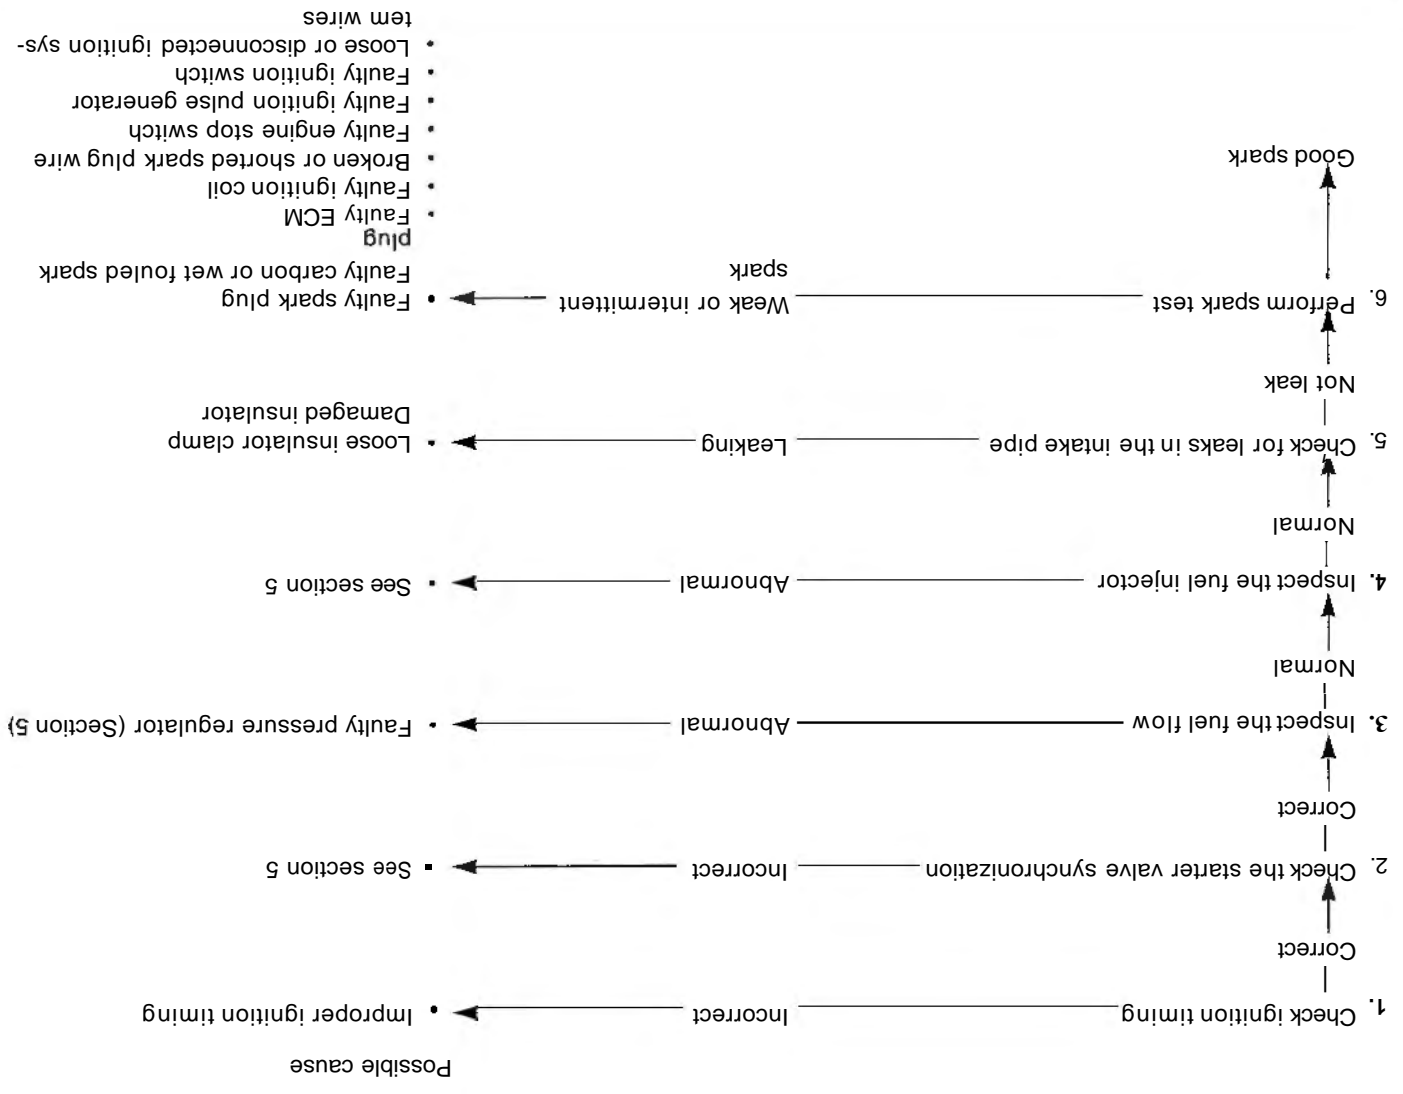 Possible cause
1. Check ignition timing Incorrect • Improper ignition timing
Correct
2. Check the starter valve synchronization Incorrect • See section 5
Correct
3. Inspect the fuel flow Abnormal • Faulty pressure regulator (Section 5)
Normal
4. Inspect the fuel injector Abnormal • See section 5
Normal
5. Check for leaks in the intake pipe Leaking • Loose insulator clamp
Damaged insulator
Not leak
6. Perform spark test Weak or intermittent • Faulty spark plug
spark Faulty carbon or wet fouled spark
plug
• Faulty ECM
• Faulty ignition coil
Good spark • Broken or shorted spark plug wire
• Faulty engine stop switch
• Faulty ignition pulse generator
• Faulty ignition switch
• Loose or disconnected ignition sys-
tem wires